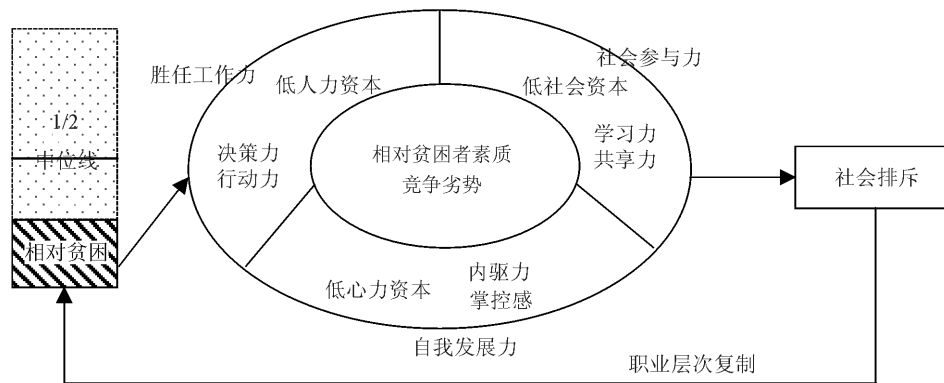 1/2
中位线
相对贫困
胜任工作力
低人力资本
决策力
行动力
社会参与力
低社会资本
学习力
共享力
相对贫困者素质
竞争劣势
低心力资本
内驱力
掌控感
自我发展力
社会排斥
职业层次复制